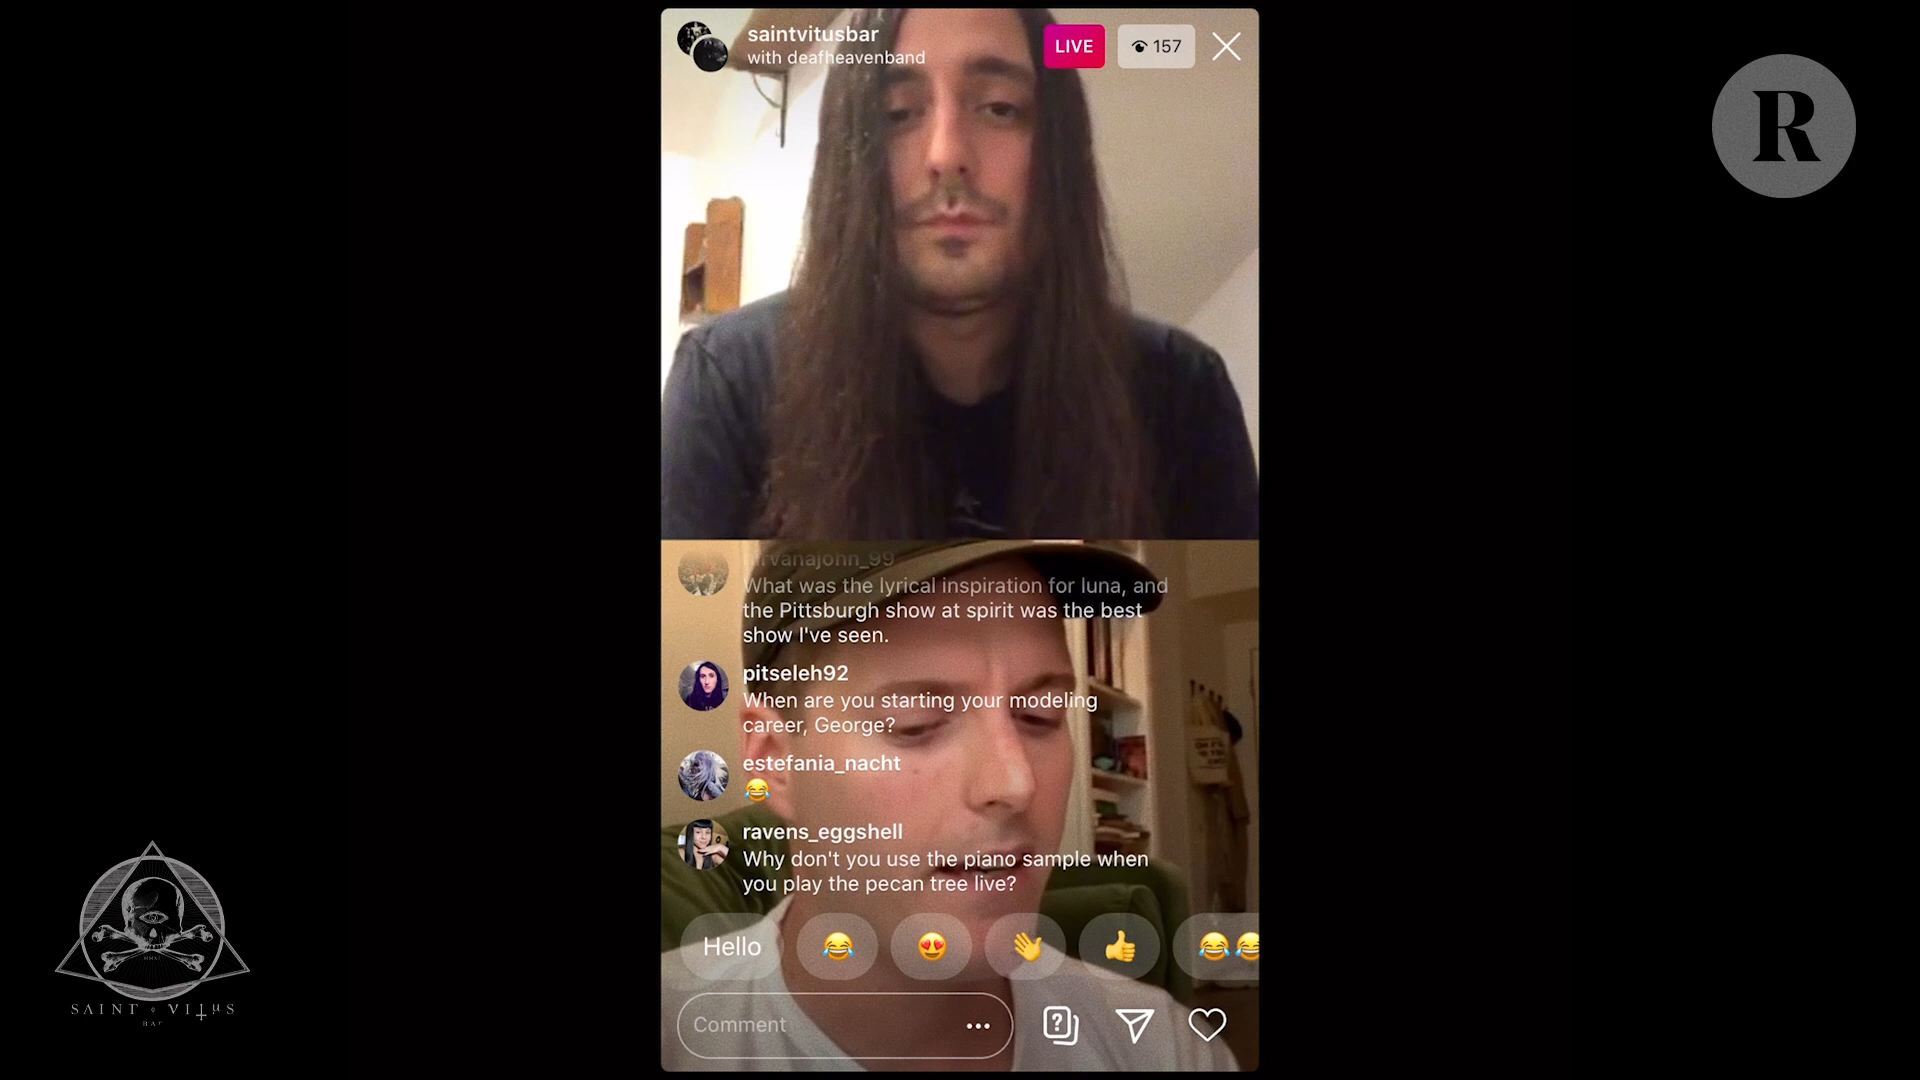 saintvitusbar
with deafheavenband
LIVE
157
R
nirvanajohn_99
What was the lyrical inspiration for luna, and
the Pittsburgh show at spirit was the best
show I've seen.
pitseleh92
When are you starting your modeling
career, George?
estefania_nacht
😂
ravens_eggshell
Why don't you use the piano sample when
you play the pecan tree live?
Hello 😂 😍 👋 👍 😂😂
Comment
SAINT VITUS
BAR